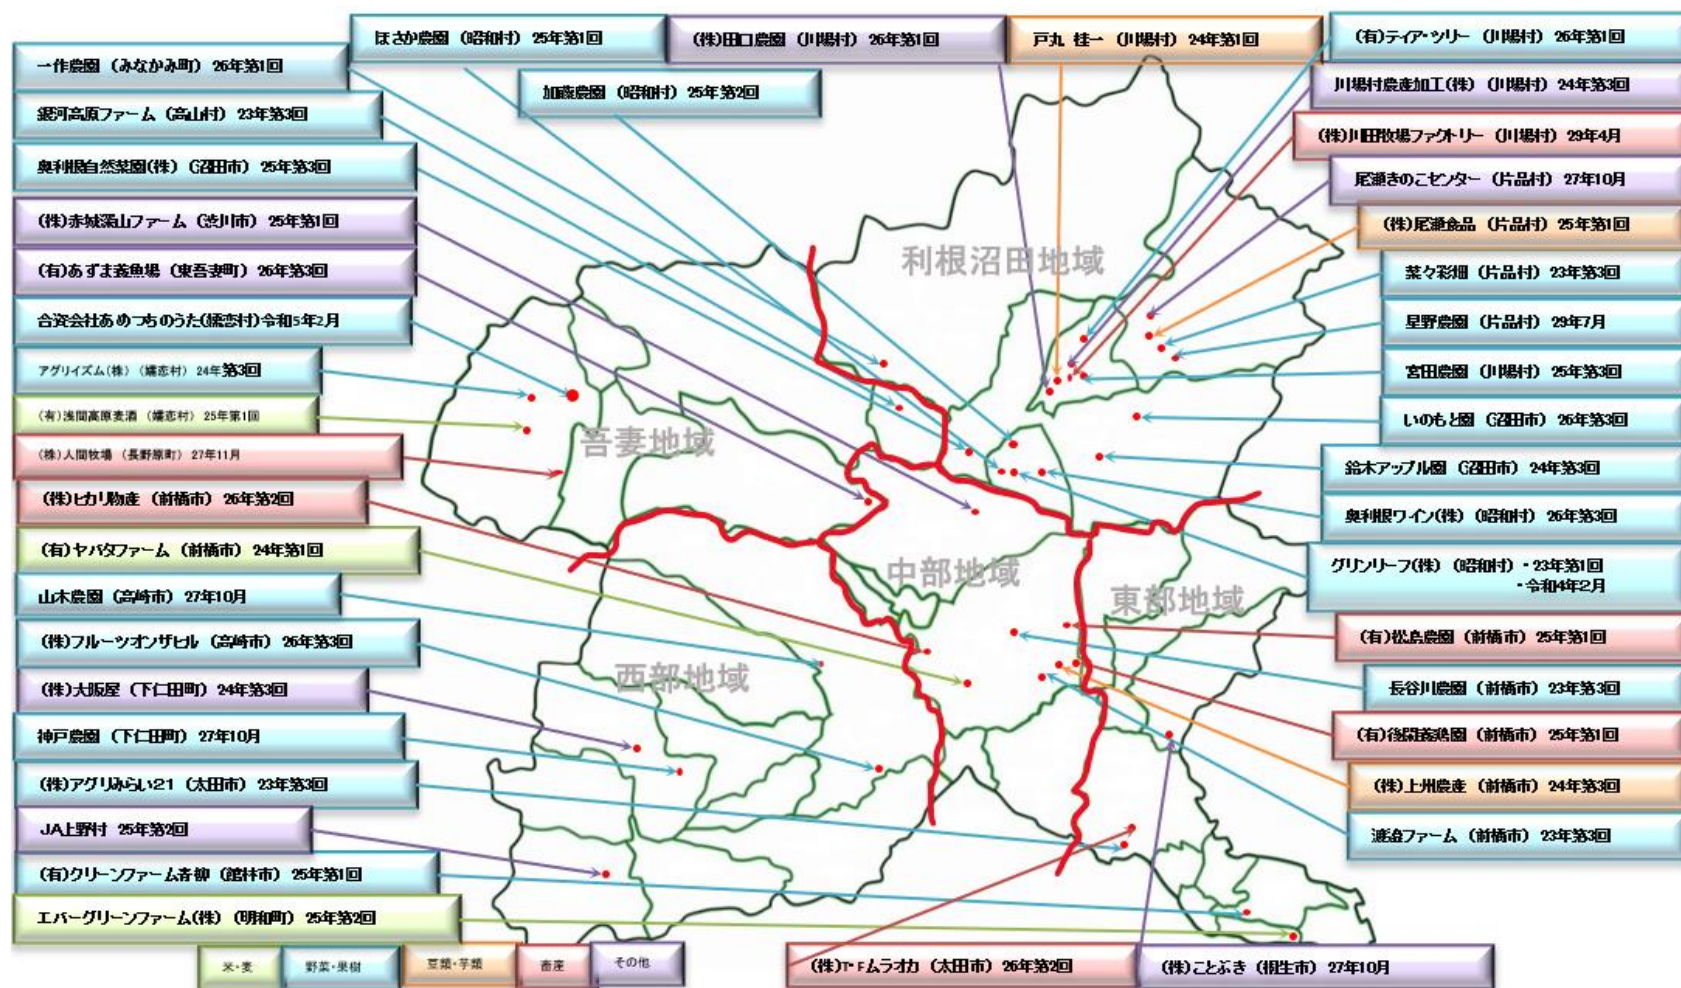 ほさか農園 (昭和村) 25年第1回
(株)田口農園 (川場村) 26年第1回
戸丸 桂一 (川場村) 24年第1回
(有)ティア・ツリー (川場村) 26年第1回
一作農園 (みなかみ町) 26年第1回
加藤農園 (昭和村) 25年第2回
川場村農産加工(株) (川場村) 24年第3回
銀河高原ファーム (高山村) 23年第3回
(株)川田牧場ファクトリー (川場村) 29年4月
奥利根自然菜園(株) (沼田市) 25年第3回
尾瀬きのこセンター (片品村) 27年10月
(株)赤城深山ファーム (渋川市) 25年第1回
(株)尾瀬食品 (片品村) 25年第1回
(有)あずま養魚場 (東吾妻町) 26年第3回
利根沼田地域
菜々彩畑 (片品村) 23年第3回
合資会社あめつちのうた(嬬恋村)令和5年2月
星野農園 (片品村) 29年7月
アグリイズム(株) (嬬恋村) 24年第3回
宮田農園 (川場村) 25年第3回
(有)浅間高原麦酒 (嬬恋村) 25年第1回
いのもと園 (沼田市) 26年第3回
吾妻地域
(株)人間牧場 (長野原町) 27年11月
鈴木アップル園 (沼田市) 24年第3回
(株)ヒカリ物産 (前橋市) 26年第2回
奥利根ワイン(株) (昭和村) 26年第3回
(有)ヤバタファーム (前橋市) 24年第1回
中部地域
グリンリーフ(株) (昭和村) ・23年第1回
・令和4年2月
山木農園 (高崎市) 27年10月
東部地域
(株)フルーツオンザヒル (高崎市) 26年第3回
(有)松島農園 (前橋市) 25年第1回
西部地域
(株)大阪屋 (下仁田町) 24年第3回
長谷川農園 (前橋市) 23年第3回
神戸農園 (下仁田町) 27年10月
(有)後閑養鶏園 (前橋市) 25年第1回
(株)アグリみらい21 (太田市) 23年第3回
(株)上州農産 (前橋市) 24年第3回
JA上野村 25年第2回
ファーム (前橋市) 23年第3回
(有)クリーンファーム青柳 (館林市) 25年第1回
エバーグリーンファーム(株) (明和町) 25年第2回
米・麦
野菜・果樹
豆類・芋類
畜産
その他
(株)T・Fムラオカ (太田市) 26年第2回
(株)ことぶき (桐生市) 27年10月